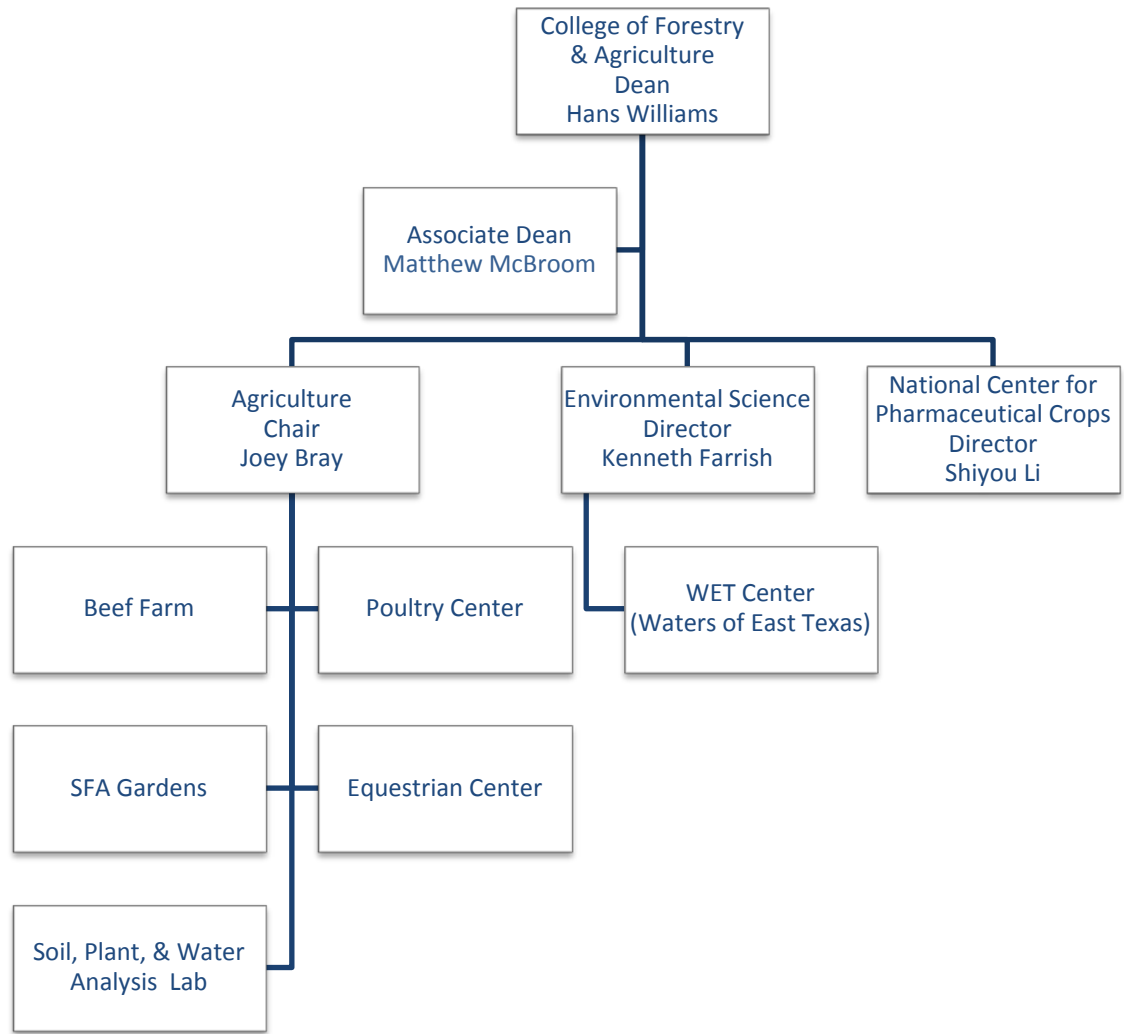 College of Forestry
& Agriculture
Dean
Hans Williams
Associate Dean
Matthew McBroom
Agriculture
Chair
Joey Bray
Environmental Science
Director
Kenneth Farrish
National Center for
Pharmaceutical Crops
Director
Shiyou Li
Beef Farm
Poultry Center
WET Center
(Waters of East Texas)
SFA Gardens
Equestrian Center
Soil, Plant, & Water
Analysis Lab